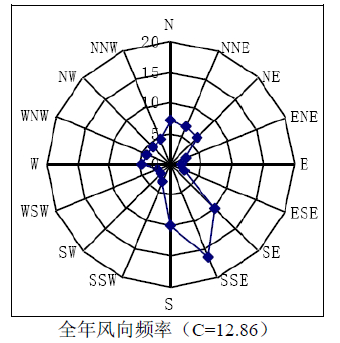 N
NNW
20
NNE
NW
15
NE
10
WNW
ENE
5
W
E
WSW
ESE
SW
SE
SSW
SSE
S
全年风向频率（C=12.86）